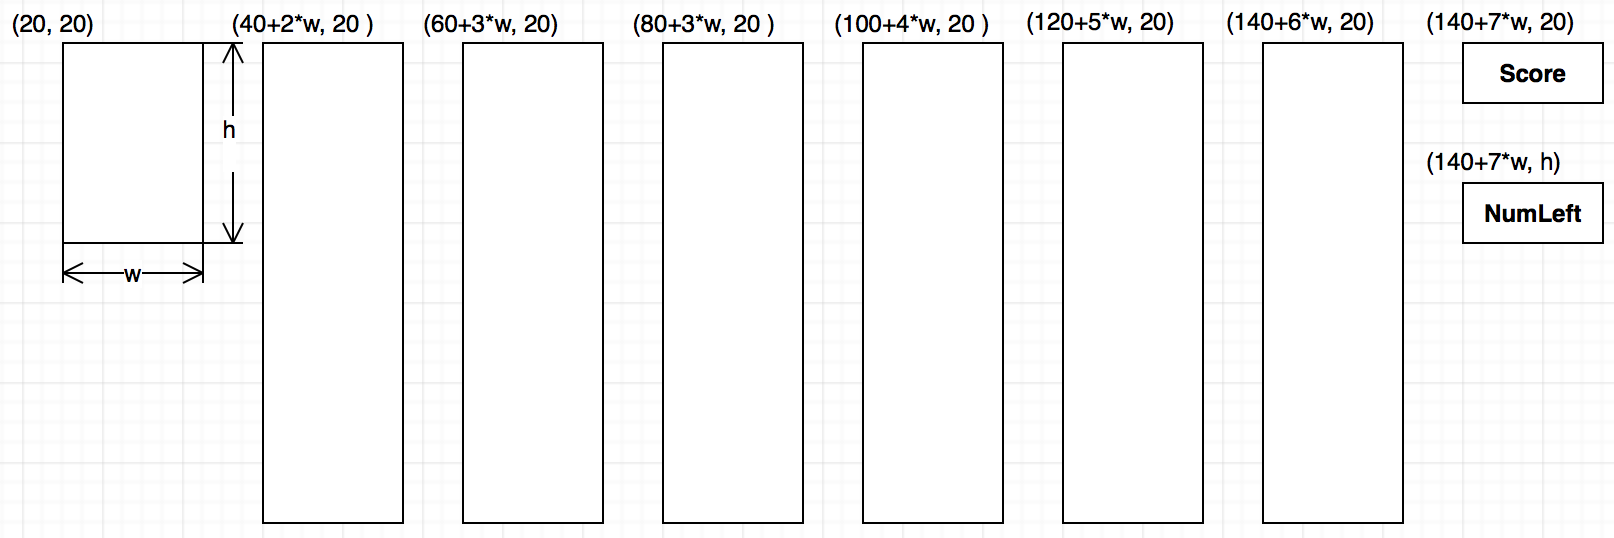 (20, 20)
(40+2*w, 20 )
(60+3*w, 20)
(80+3*w, 20 )
(100+4*w, 20 )
(120+5*w, 20)
(140+6*w, 20)
(140+7*w, 20)
Score
h
(140+7*w, h)
NumLeft
w